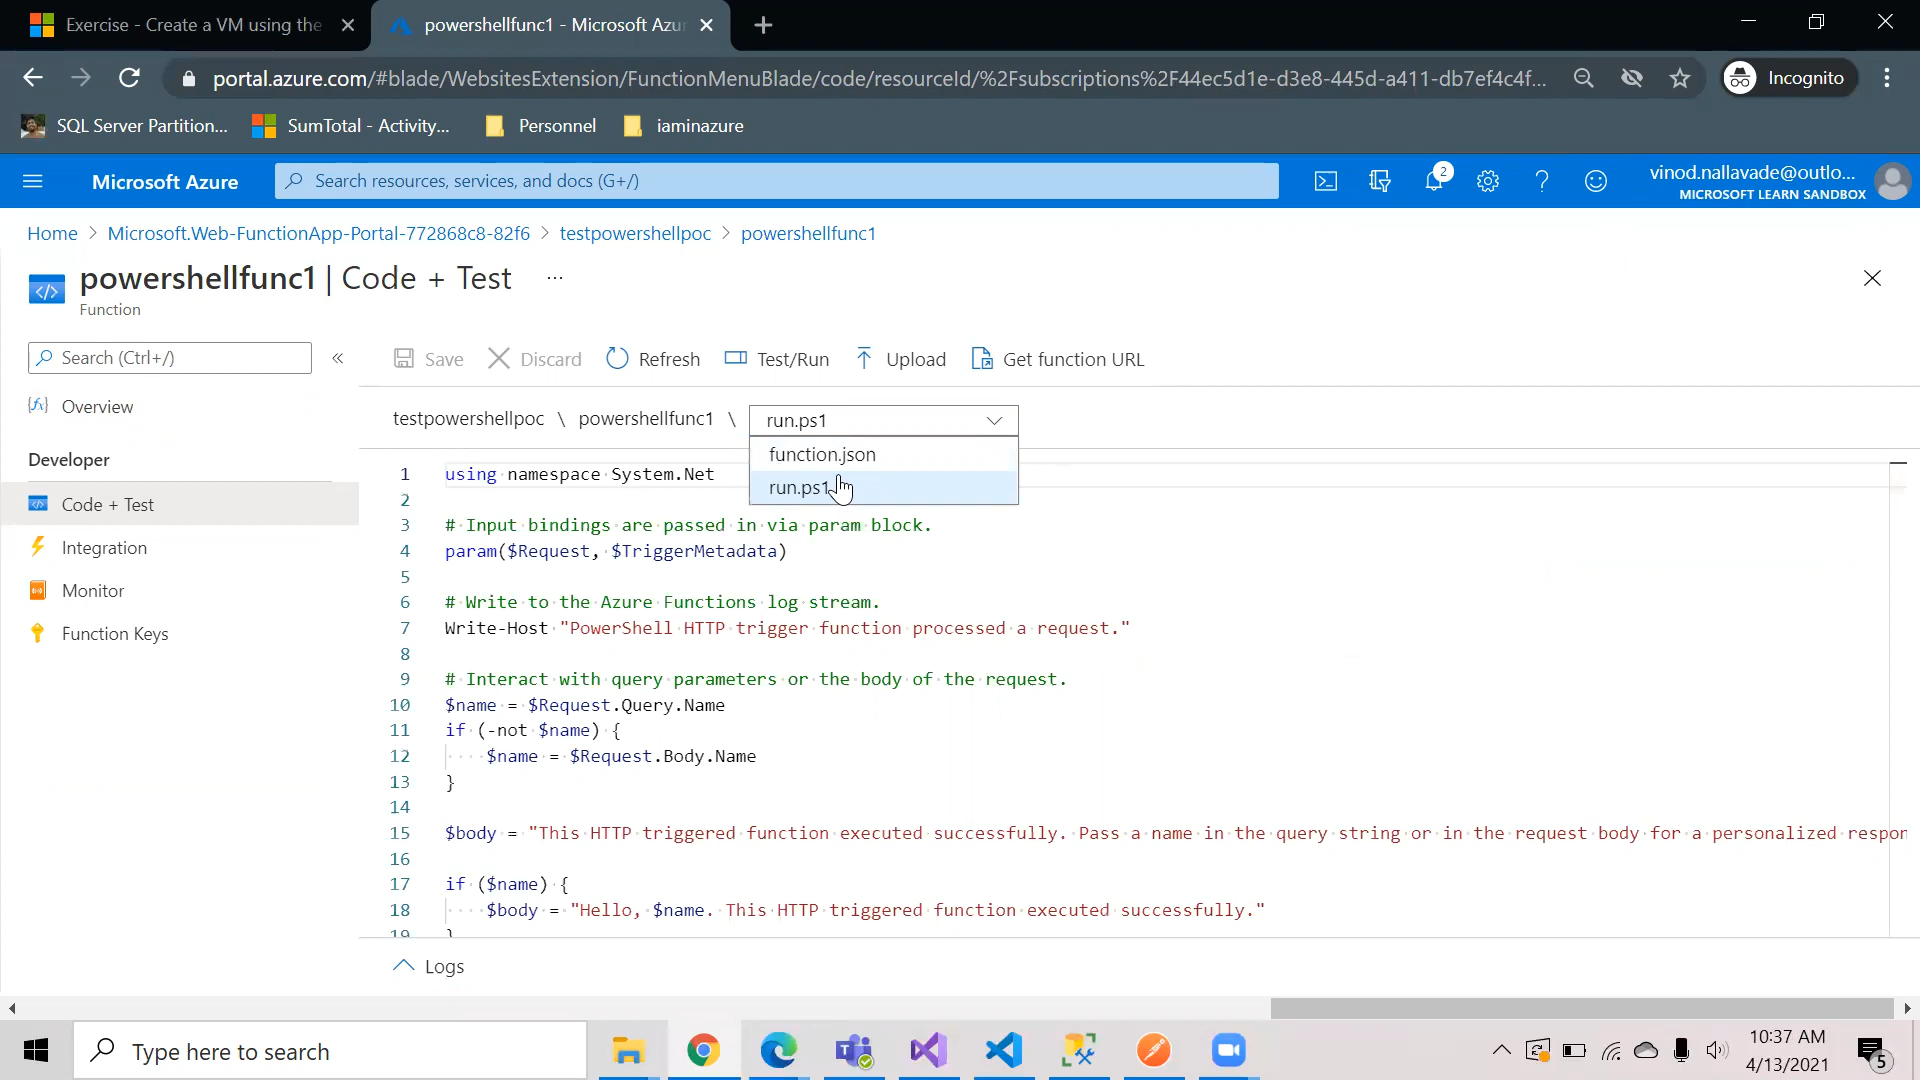 Exercise - Create a VM using the
powershellfunc1 - Microsoft Azur
portal.azure.com/#blade/WebsitesExtension/FunctionMenuBlade/code/resourceId/%2Fsubscriptions%2F44ec5d1e-d3e8-445d-a411-db7ef4c4f...
Incognito
SQL Server Partition...
SumTotal - Activity...
Personnel
iaminazure
Microsoft Azure
Search resources, services, and docs (G+/)
2
vinod.nallavade@outlo...
MICROSOFT LEARN SANDBOX
Home > Microsoft.Web-FunctionApp-Portal-772868c8-82f6 > testpowershellpoc > powershellfunc1
powershellfunc1 | Code + Test ...
Function
Search (Ctrl+/)
«
Save
Discard
Refresh
Test/Run
Upload
Get function URL
Overview
Developer
Code + Test
Integration
Monitor
Function Keys
testpowershellpoc \ powershellfunc1 \ run.ps1
function.json
run.ps1
1 using namespace System.Net
2
3 # Input bindings are passed in via param block.
4 param($Request, $TriggerMetadata)
5
6 # Write to the Azure Functions log stream.
7 Write-Host "PowerShell HTTP trigger function processed a request."
8
9 # Interact with query parameters or the body of the request.
10 $name = $Request.Query.Name
11 if (-not $name) {
12 $name = $Request.Body.Name
13 }
14
15 $body = "This HTTP triggered function executed successfully. Pass a name in the query string or in the request body for a personalized respon
16
17 if ($name) {
18 $body = "Hello, $name. This HTTP triggered function executed successfully."
19 }
Logs
Type here to search
10:37 AM
4/13/2021
5